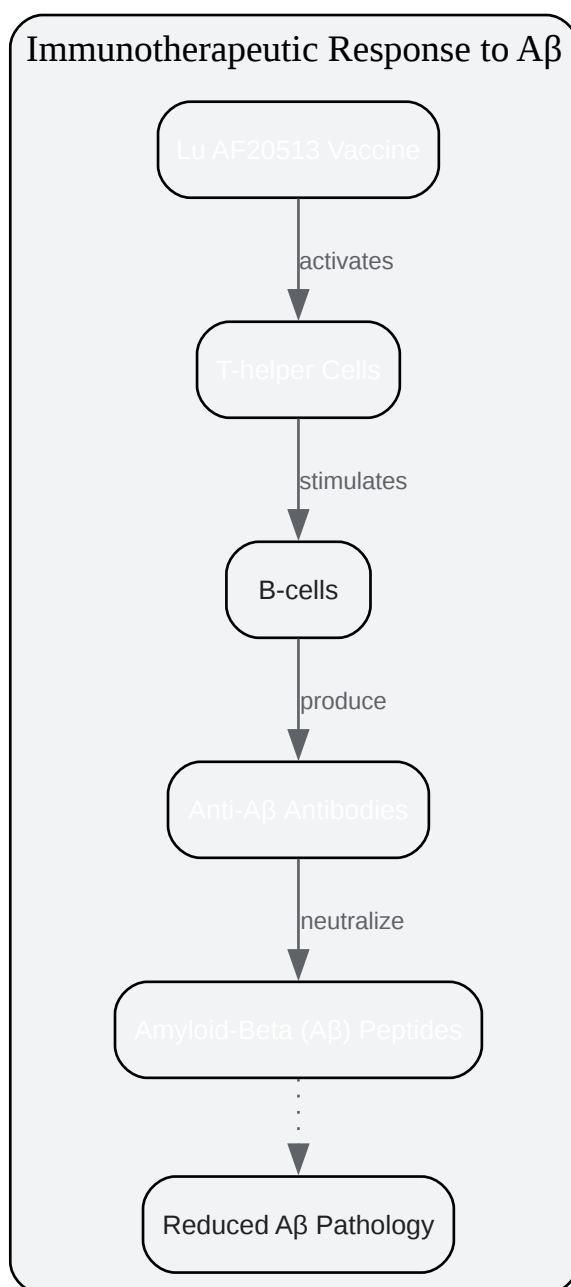 Immunotherapeutic Response to Aβ
Lu AF20513 Vaccine
activates
T-helper Cells
stimulates
B-cells
produce
Anti-Aβ Antibodies
neutralize
Amyloid-Beta (Aβ) Peptides
Reduced Aβ Pathology